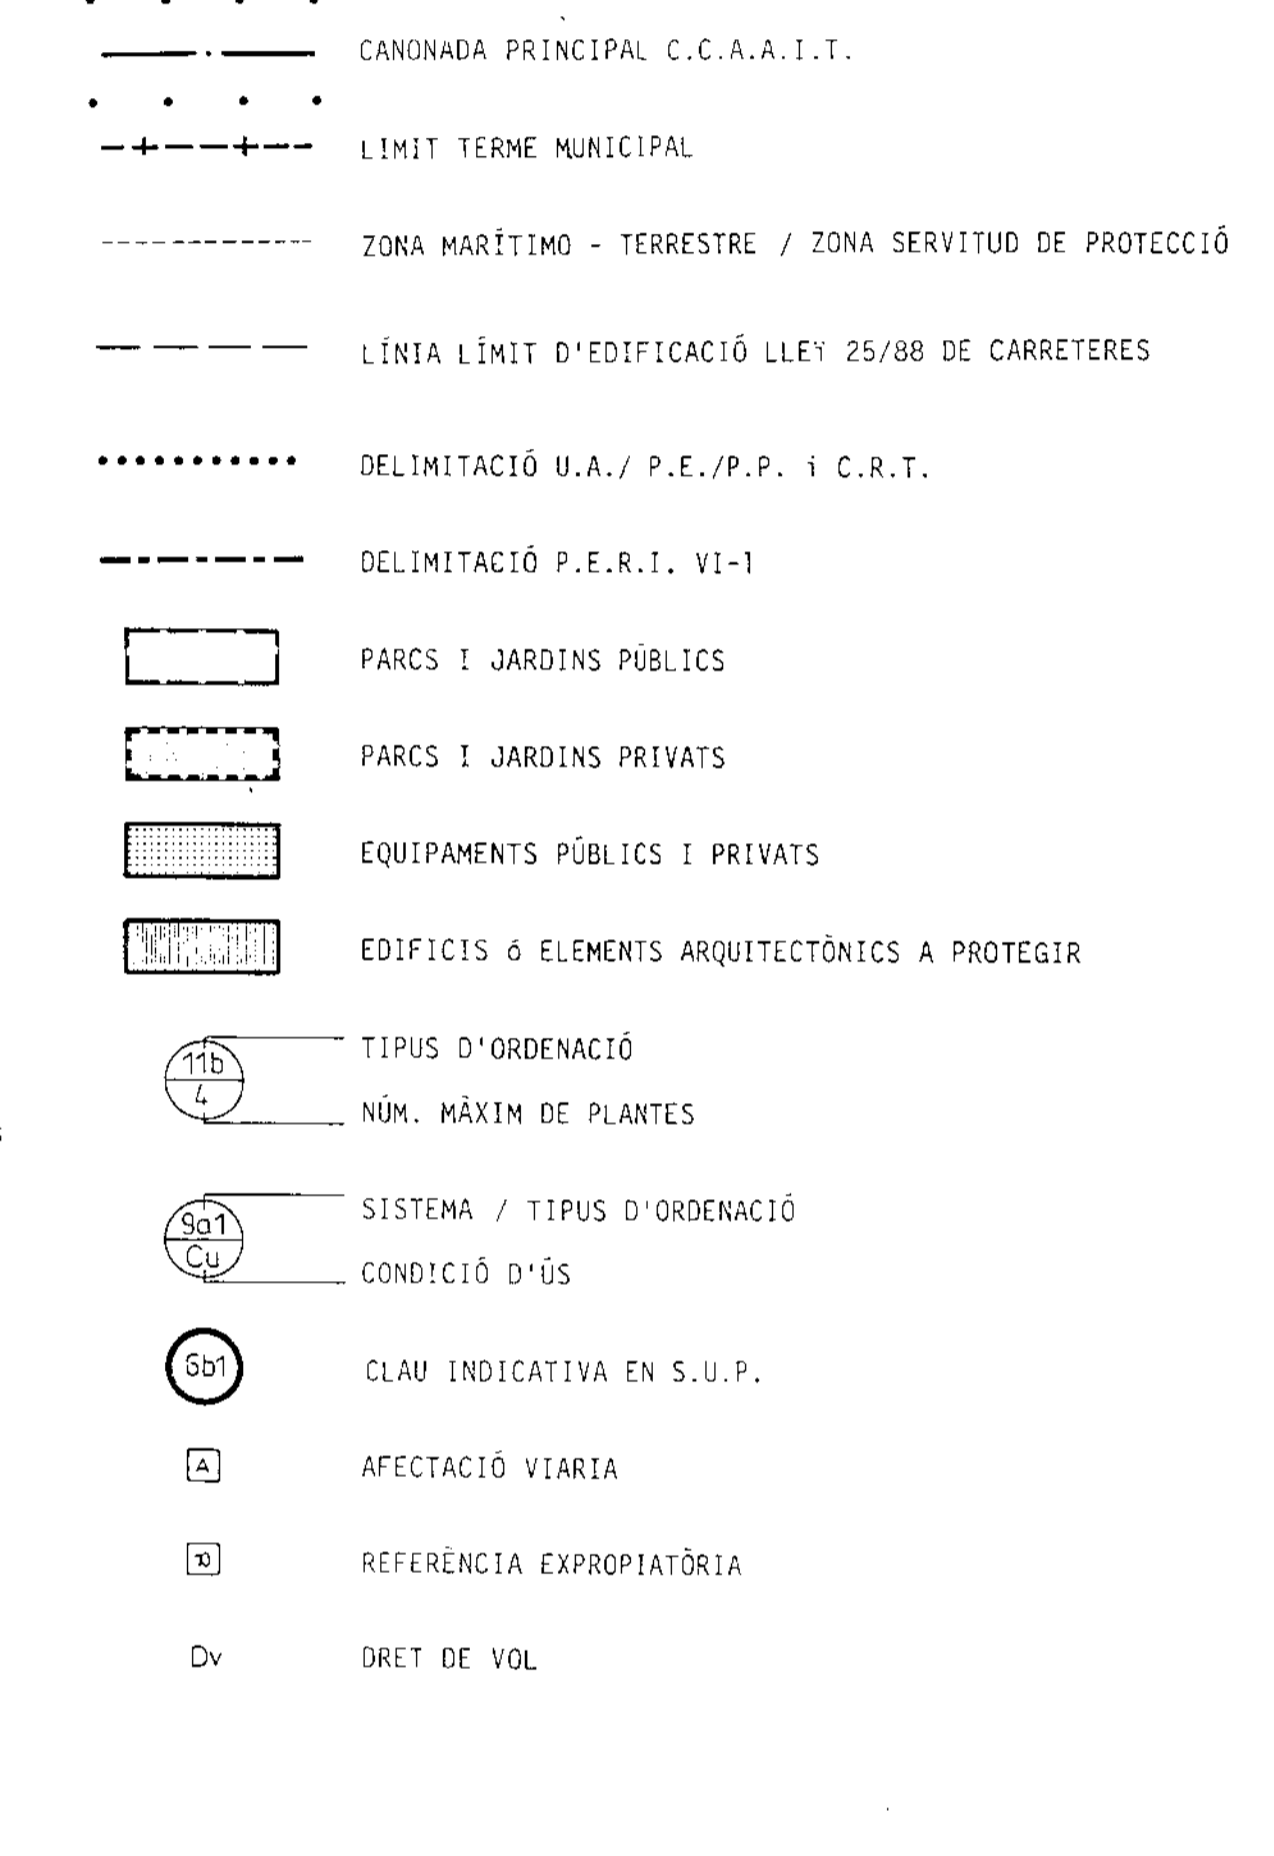 CANONADA PRINCIPAL C.C.A.A.I.T.
LIMIT TERME MUNICIPAL
ZONA MARÍTIMO - TERRESTRE / ZONA SERVITUD DE PROTECCIÓ
LÍNIA LÍMIT D'EDIFICACIÓ LLEI 25/88 DE CARRETERES
DELIMITACIÓ U.A./ P.E./P.P. i C.R.T.
DELIMITACIÓ P.E.R.I. VI-1
PARCS I JARDINS PÚBLICS
PARCS I JARDINS PRIVATS
EQUIPAMENTS PÚBLICS I PRIVATS
EDIFICIS ó ELEMENTS ARQUITECTÒNICS A PROTEGIR
11b TIPUS D'ORDENACIÓ
4 NÚM. MÀXIM DE PLANTES
9a1 SISTEMA / TIPUS D'ORDENACIÓ
Cu CONDICIÓ D'ÚS
6b1 CLAU INDICATIVA EN S.U.P.
A AFECTACIÓ VIARIA
REFERÈNCIA EXPROPIATÒRIA
Dv DRET DE VOL